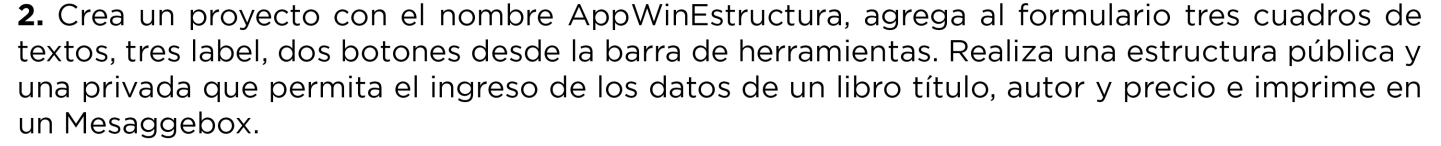 2. Crea un proyecto con el nombre AppWinEstructura, agrega al formulario tres cuadros de
textos, tres label, dos botones desde la barra de herramientas. Realiza una estructura pública y
una privada que permita el ingreso de los datos de un libro título, autor y precio e imprime en
un Mesaggebox.